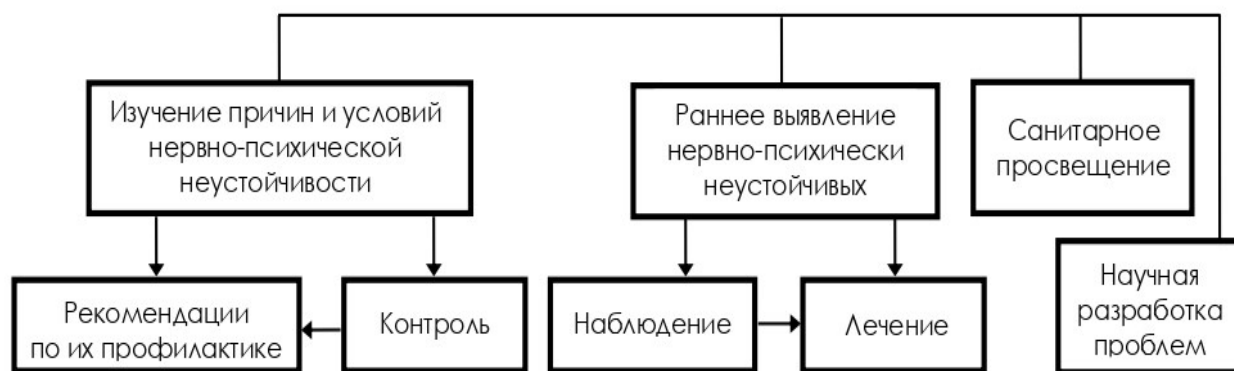 Изучение причин и условий
нервно-психической
неустойчивости
Раннее выявление
нервно-психически
неустойчивых
Санитарное
просвещение
Рекомендации
по их профилактике
Контроль
Наблюдение
Лечение
Научная
разработка
проблем